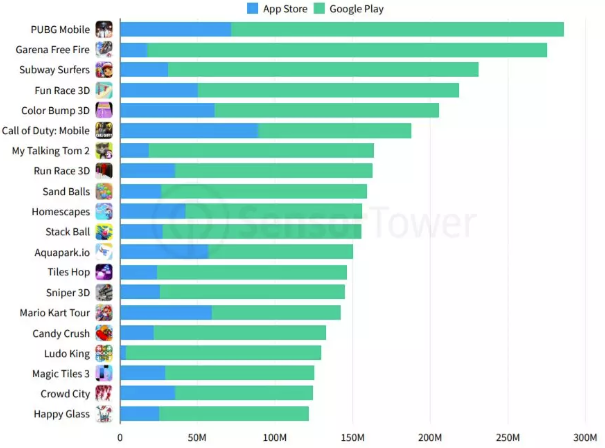 App Store Google Play
PUBG Mobile
Garena Free Fire
Subway Surfers
Fun Race 3D
Color Bump 3D
Call of Duty: Mobile
My Talking Tom 2
Run Race 3D
Sand Balls
Homescapes
SensorTower
Stack Ball
Aquapark.io
Tiles Hop
Sniper 3D
Mario Kart Tour
Candy Crush
Ludo King
Magic Tiles 3
Crowd City
Happy Glass
0 50M 100M 150M 200M 250M 300M